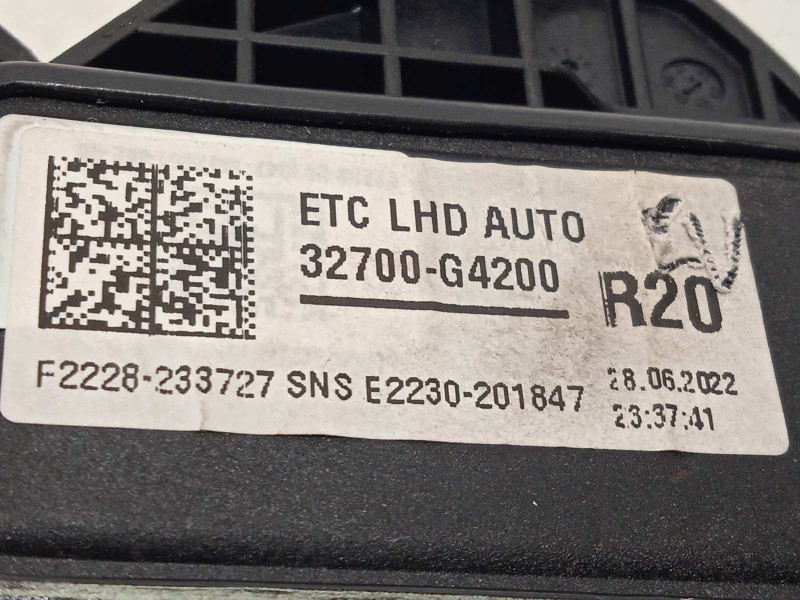 ETC LHD AUTO
32700-G4200
R20
F2228-233727 SNS E2230-201847
28.06.2022
23:37:41